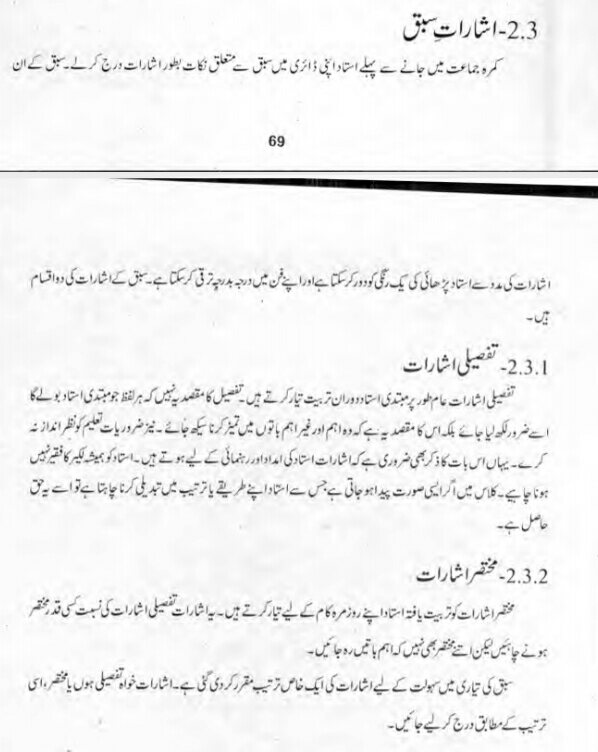 2.3-اشاراتِ سبق
کمرہ جماعت میں جانے سے پہلے استاد اپنی ڈائری میں سبق سے متعلق نکات بطور اشارات درج کر لے۔ سبق کے ان
69
اشارات کی مدد سے استاد پڑھائی کی یک رنگی کو دور کر سکتا ہے اور اپنے فن میں درجہ بدرجہ ترقی کر سکتا ہے۔ سبق کے اشارات کی دو اقسام
ہیں۔
2.3.1- تفصیلی اشارات
تفصیلی اشارات عام طور پر مبتدی استاد دوران تربیت تیار کرتے ہیں۔ تفصیل کا مقصد یہ نہیں کہ ہر لفظ جو مبتدی استاد بولے گا
اسے ضرور لکھ لیا جائے بلکہ اس کا مقصد یہ ہے کہ وہ اہم اور غیر اہم باتوں میں تمیز کرنا سیکھ جائے۔ نیز ضروریات تعلیم کو نظر انداز نہ
کرے۔ یہاں اس بات کا ذکر بھی ضروری ہے کہ اشارات استاد کی امداد اور رہنمائی کے لیے ہوتے ہیں۔ استاد کو ہمیشہ لکیر کا فقیر نہیں
ہونا چاہیے۔ کلاس میں اگر ایسی صورت پیدا ہو جاتی ہے جس سے استاد اپنے طریقے یا ترتیب میں تبدیلی کرنا چاہتا ہے تو اسے یہ حق
حاصل ہے۔
2.3.2- مختصر اشارات
مختصر اشارات کو تربیت یافتہ استاد اپنے روزمرہ کام کے لیے تیار کرتے ہیں۔ یہ اشارات تفصیلی اشارات کی نسبت کسی قدر مختصر
ہونے چاہئیں لیکن اتنے مختصر بھی نہیں کہ اہم باتیں رہ جائیں۔
سبق کی تیاری میں سہولت کے لیے اشارات کی ایک خاص ترتیب مقرر کر دی گئی ہے۔ اشارات خواہ تفصیلی ہوں یا مختصر، اسی
ترتیب کے مطابق درج کر لیے جائیں۔